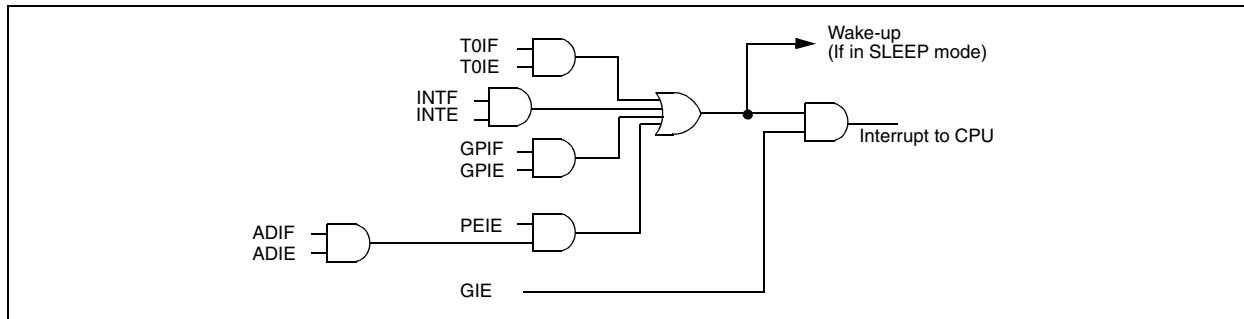 T0IF
T0IE
INTF
INTE
GPIF
GPIE
PEIE
ADIF
ADIE
GIE
Wake-up
(If in SLEEP mode)
Interrupt to CPU